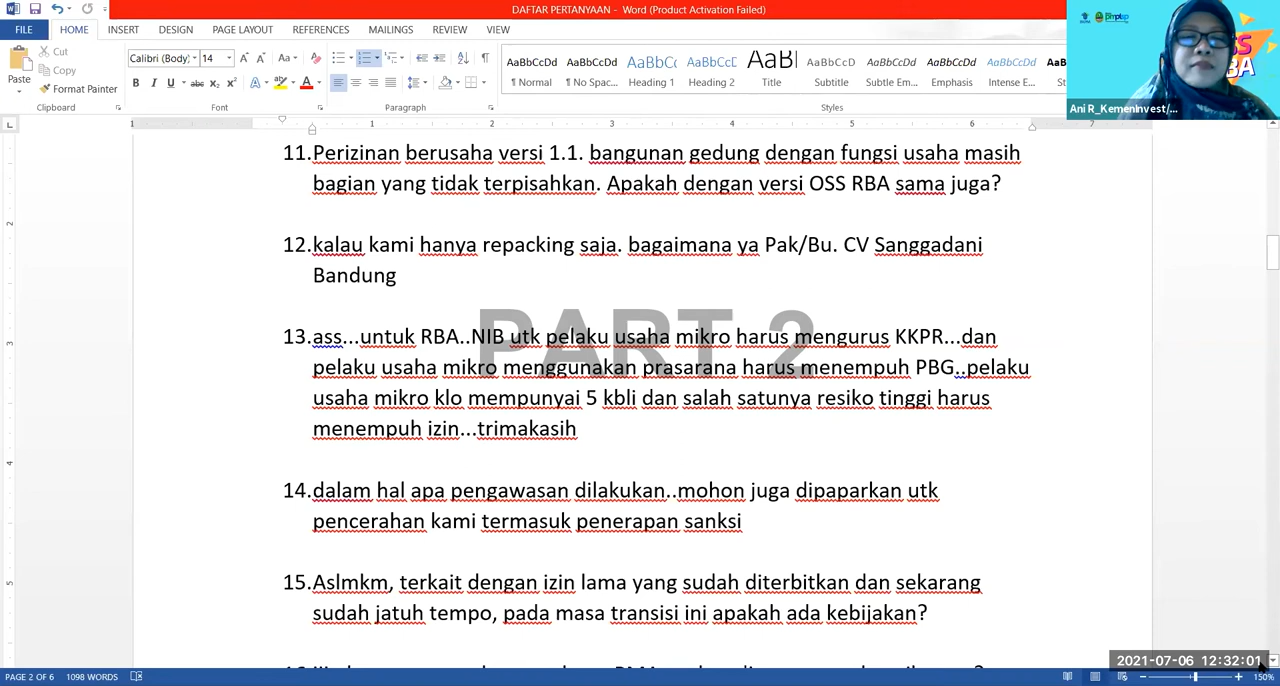 DAFTAR PERTANYAAN - Word (Product Activation Failed)
FILE HOME INSERT DESIGN PAGE LAYOUT REFERENCES MAILINGS REVIEW VIEW
Cut
Copy
Format Painter
Paste
Calibri (Body) 14
AaBbCcDd AaBbCcDd AaBbCc AaBbCcC AaBl AaBbCcD AaBbCcDd AaBbCcDd AaBbCcDd
¶ Normal ¶ No Spac... Heading 1 Heading 2 Title Subtitle Subtle Em... Emphasis Intense E...
Clipboard Font Paragraph Styles
Ani R_KemenInvest/...
1 1 2 3 4 5 6 7
11.Perizinan berusaha versi 1.1. bangunan gedung dengan fungsi usaha masih
bagian yang tidak terpisahkan. Apakah dengan versi OSS RBA sama juga?
12.kalau kami hanya repacking saja. bagaimana ya Pak/Bu. CV Sanggadani
Bandung
PART 2
13.ass...untuk RBA..NIB utk pelaku usaha mikro harus mengurus KKPR...dan
pelaku usaha mikro menggunakan prasarana harus menempuh PBG..pelaku
usaha mikro klo mempunyai 5 kbli dan salah satunya resiko tinggi harus
menempuh izin...trimakasih
14.dalam hal apa pengawasan dilakukan..mohon juga dipaparkan utk
pencerahan kami termasuk penerapan sanksi
15.Aslmkm, terkait dengan izin lama yang sudah diterbitkan dan sekarang
sudah jatuh tempo, pada masa transisi ini apakah ada kebijakan?
2021-07-06 12:32:01
PAGE 2 OF 6 1098 WORDS
150%